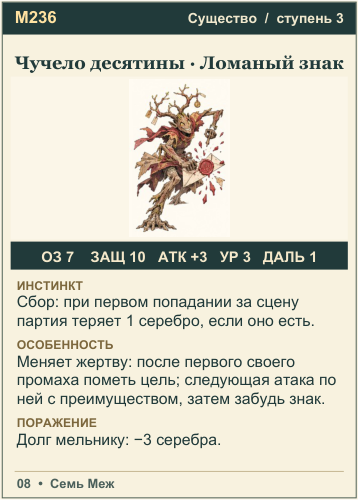 М236
Существо / ступень 3
Чучело десятины · Ломаный знак
ОЗ 7 ЗАЩ 10 АТК +3 УР 3 ДАЛЬ 1
ИНСТИНКТ
Сбор: при первом попадании за сцену
партия теряет 1 серебро, если оно есть.
ОСОБЕННОСТЬ
Меняет жертву: после первого своего
промаха пометь цель; следующая атака по
ней с преимуществом, затем забудь знак.
ПОРАЖЕНИЕ
Долг мельнику: −3 серебра.
08 • Семь Меж